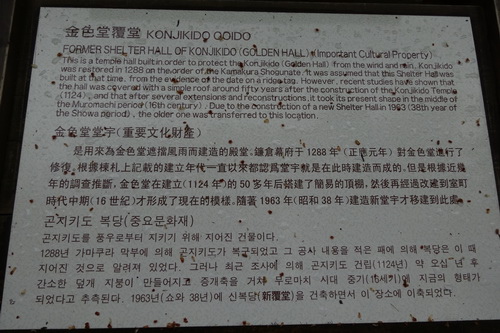 金色堂覆堂 KONJIKIDO OOIDO
FORMER SHELTER HALL OF KONJIKIDO (GOLDEN HALL) (Important Cultural Property)
This is a temple hall built in order to protect the Konjikido (Golden Hall) from the wind and rain. Konjikido
was restored in 1288 on the order of the Kamakura Shogunate. It was assumed that this Shelter Hall was
built at that time, from the evidence of the date on a ridge tag. However, recent studies have shown that
the hall was covered with a simple roof around fifty years after the construction of the Konjikido Temple
(1124), and that after several extensions and reconstructions, it took its present shape in the middle of
the Muromachi period (16th century). Due to the construction of a new Shelter Hall in 1963 (38th year of
the Showa period), the older one was transferred to this location.
金色堂堂宇(重要文化財產)
是用來為金色堂遮擋風雨而建造的殿堂。鎌倉幕府于 1288 年 (正應元年) 對金色堂進行了
修復。根據棟札上記載的建立年代一直以來都認爲堂宇就是在此時建造而成的。但是根據近幾
年的調查推斷,金色堂在建立(1124 年)的 50 多年后搭建了簡易的頂棚,然後再經過改遞到室町
時代中期(16 世紀)才形成了現在的模樣。隨著 1963 年(昭和 38 年)建造新堂宇才移建到此處。
곤지키도 복당(중요문화재)
곤지키도를 풍우로부터 지키기 위해 지어진 건물이다.
1288년 가마쿠라 막부에 의해 곤지키도가 복구되었고 그 공사 내용을 적은 패에 의해 복당은 이 때
지어진 것으로 알려져 있었다. 그러나 최근 조사에 의해 곤지키도 건립(1124년) 약 오십 년 후
간소한 덮개 지붕이 만들어지고 증개축을 거쳐 무로마치 시대 중기(16세기)에 지금의 형태가
되었다고 추측된다. 1963년(쇼와 38년)에 신복당(新覆堂)을 건축하면서 이 장소에 이축되었다.